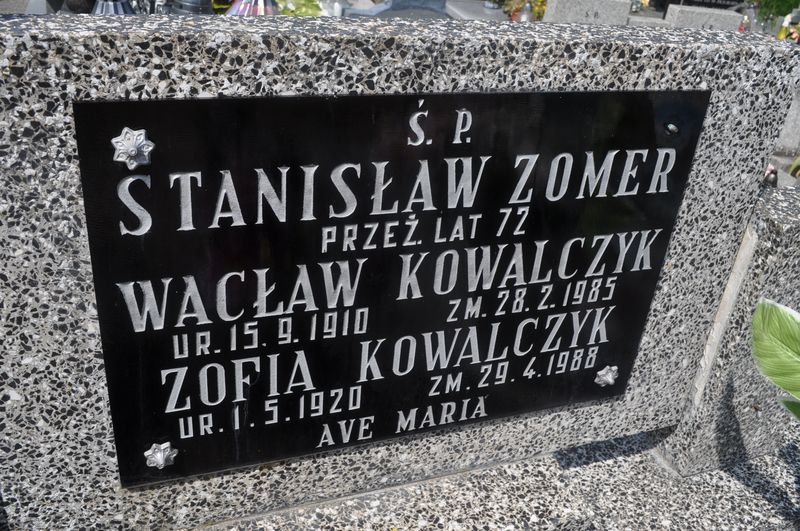 Ś. P.
STANISŁAW ZOMER
PRZEŻ. LAT 72
WACŁAW KOWALCZYK
UR. 15. 9. 1910 ZM. 28. 2. 1985
ZOFIA KOWALCZYK
UR. 1. 5. 1920 ZM. 29. 4. 1988
AVE MARIA
Ś. P.